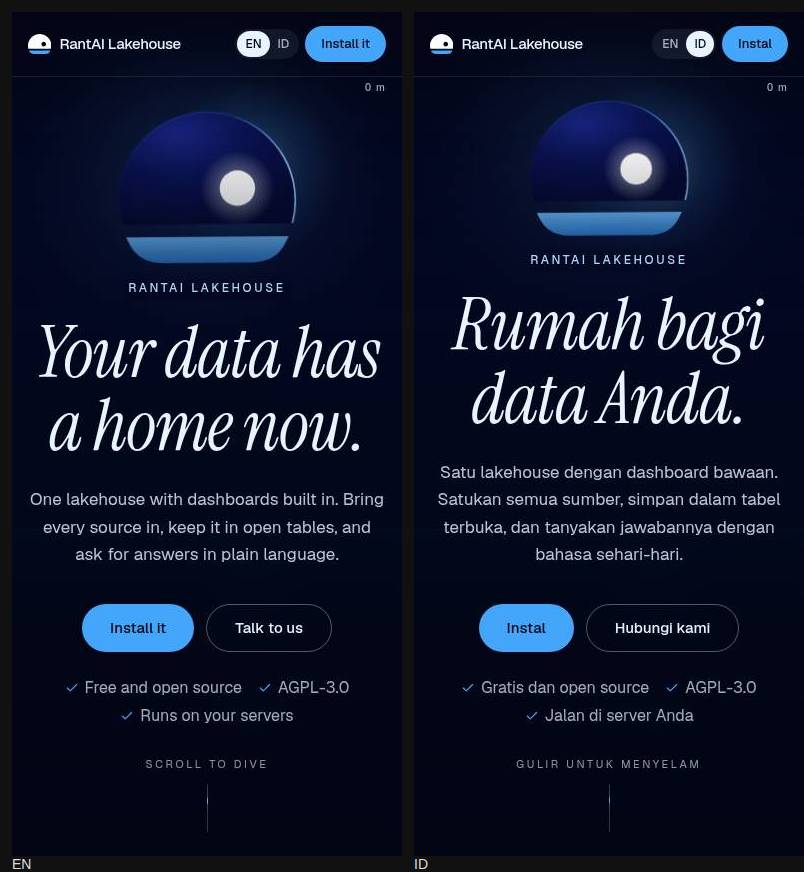 RantAI Lakehouse
EN ID
Install it
0 m
RANTAI LAKEHOUSE
Your data has
a home now.
One lakehouse with dashboards built in. Bring
every source in, keep it in open tables, and
ask for answers in plain language.
Install it
Talk to us
Free and open source
AGPL-3.0
Runs on your servers
SCROLL TO DIVE
EN
RantAI Lakehouse
EN ID
Instal
0 m
RANTAI LAKEHOUSE
Rumah bagi
data Anda.
Satu lakehouse dengan dashboard bawaan.
Satukan semua sumber, simpan dalam tabel
terbuka, dan tanyakan jawabannya dengan
bahasa sehari-hari.
Instal
Hubungi kami
Gratis dan open source
AGPL-3.0
Jalan di server Anda
GULIR UNTUK MENYELAM
ID